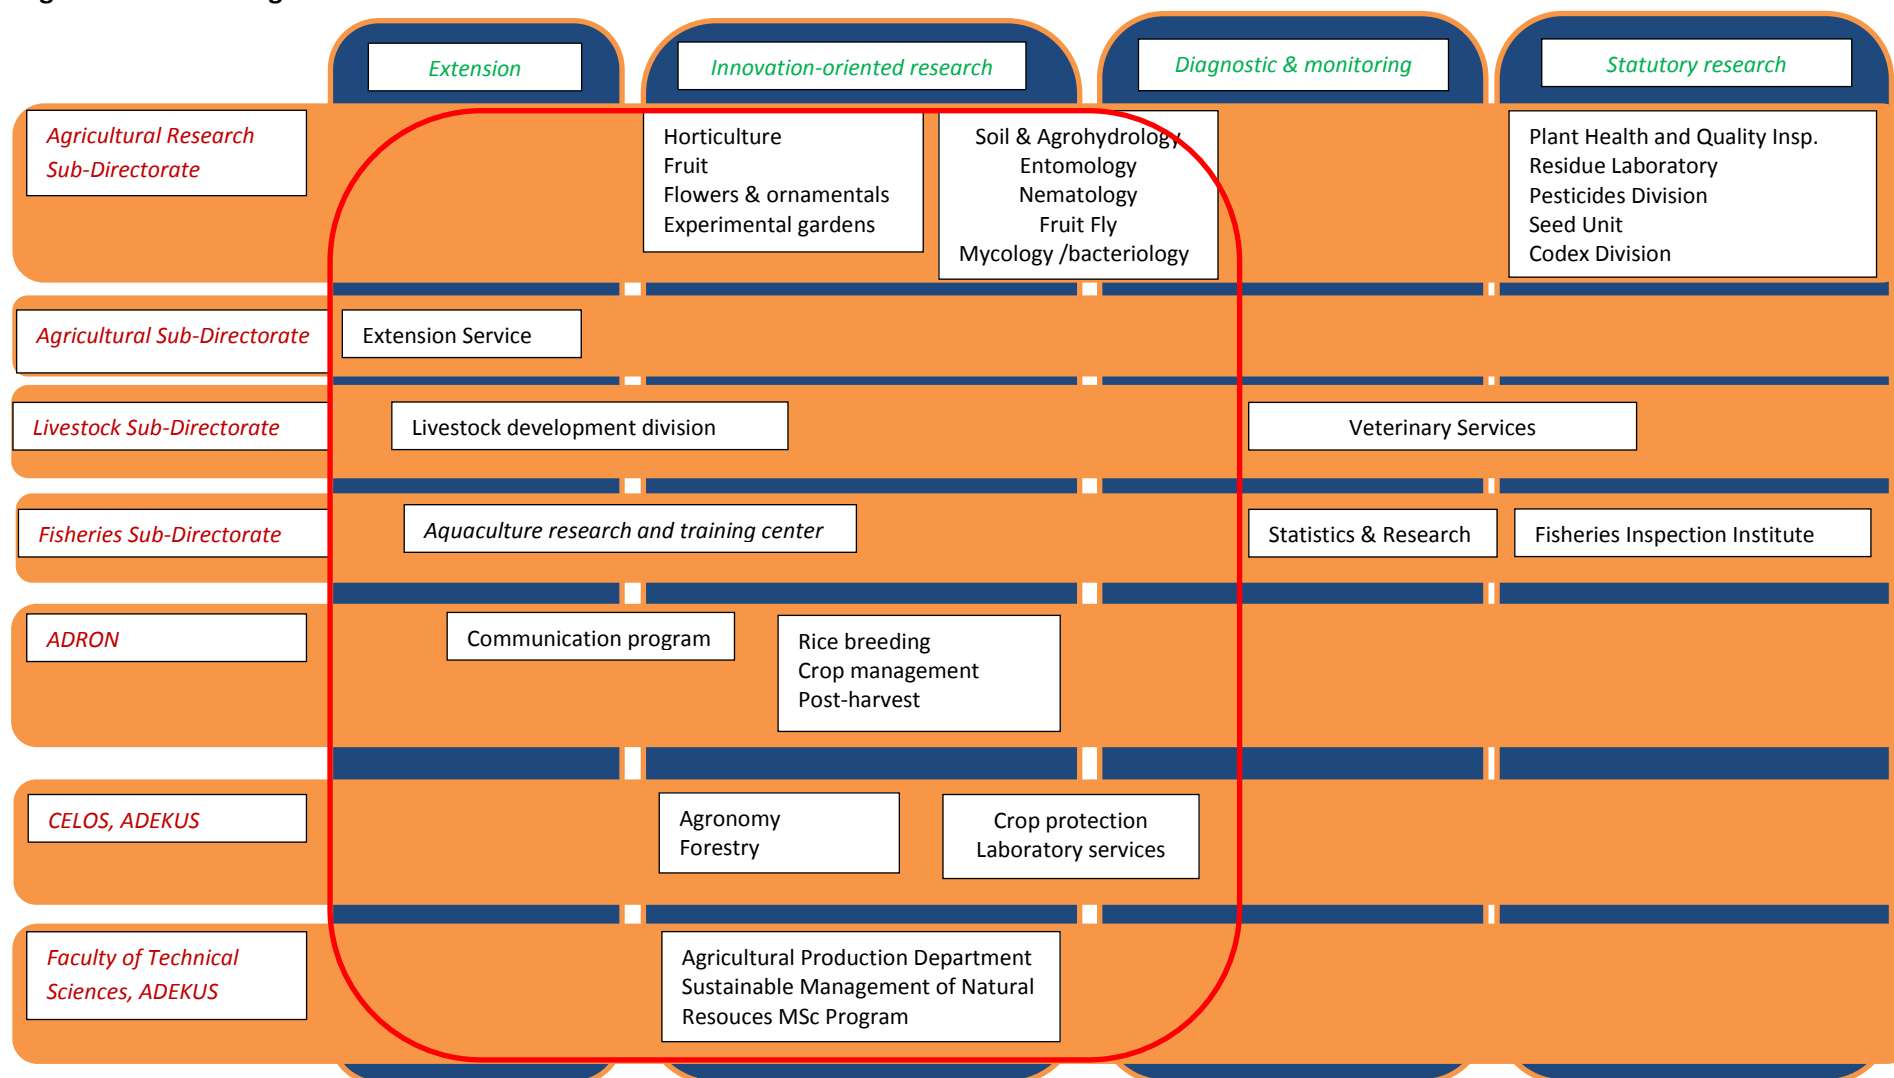 Extension
Innovation-oriented research
Diagnostic & monitoring
Statutory research
Agricultural Research
Sub-Directorate
Horticulture
Fruit
Flowers & ornamentals
Experimental gardens
Soil & Agrohydrology
Entomology
Nematology
Fruit Fly
Mycology /bacteriology
Plant Health and Quality Insp.
Residue Laboratory
Pesticides Division
Seed Unit
Codex Division
Agricultural Sub-Directorate
Extension Service
Livestock Sub-Directorate
Livestock development division
Veterinary Services
Fisheries Sub-Directorate
Aquaculture research and training center
Statistics & Research
Fisheries Inspection Institute
ADRON
Communication program
Rice breeding
Crop management
Post-harvest
CELOS, ADEKUS
Agronomy
Forestry
Crop protection
Laboratory services
Faculty of Technical
Sciences, ADEKUS
Agricultural Production Department
Sustainable Management of Natural
Resouces MSc Program